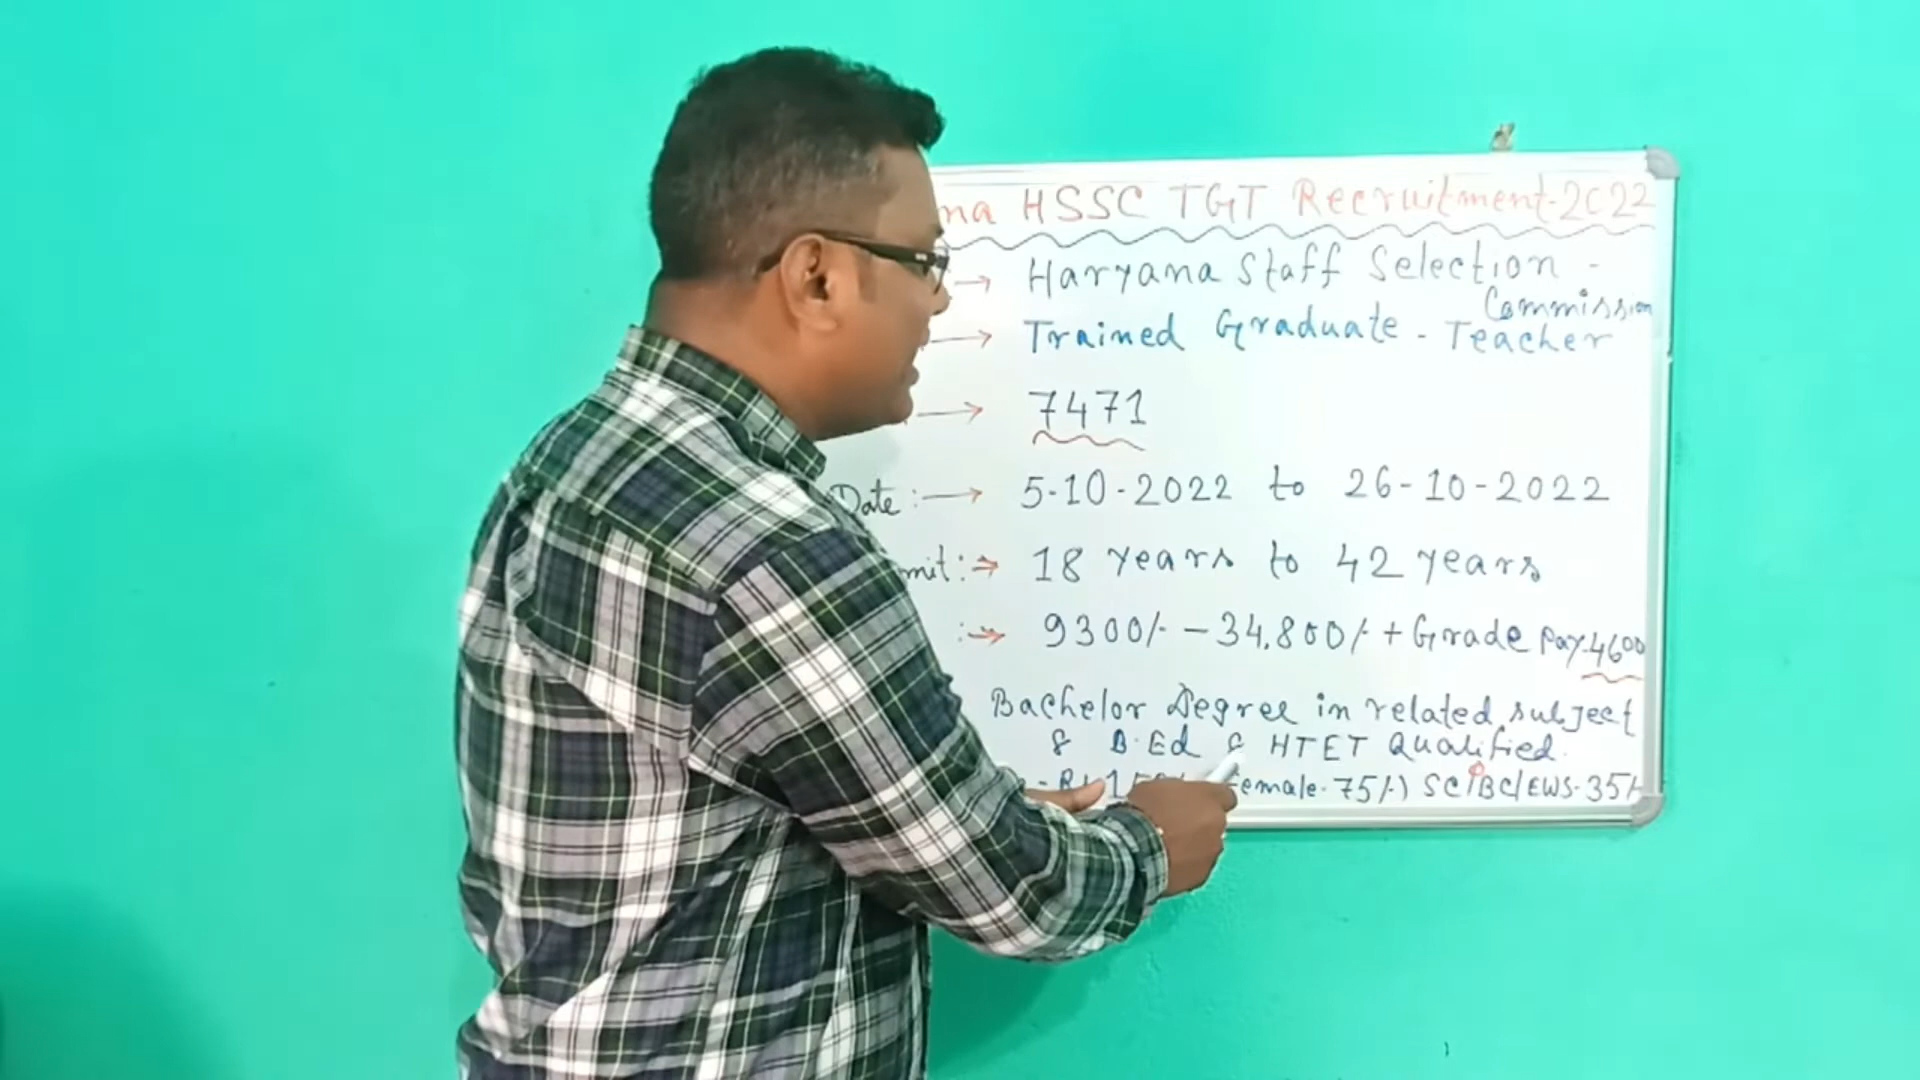 na HSSC TGT Recruitment-2022
→ Haryana Staff Selection -
Commission
→ Trained Graduate - Teacher
→ 7471
Date :→ 5-10-2022 to 26-10-2022
mit :→ 18 years to 42 years
:→ 9300/- - 34,800/- + Grade pay-4600
Bachelor Degree in related subject
& B.Ed & HTET Qualified.
Female-75/-) SC/BC/EWS-35/-